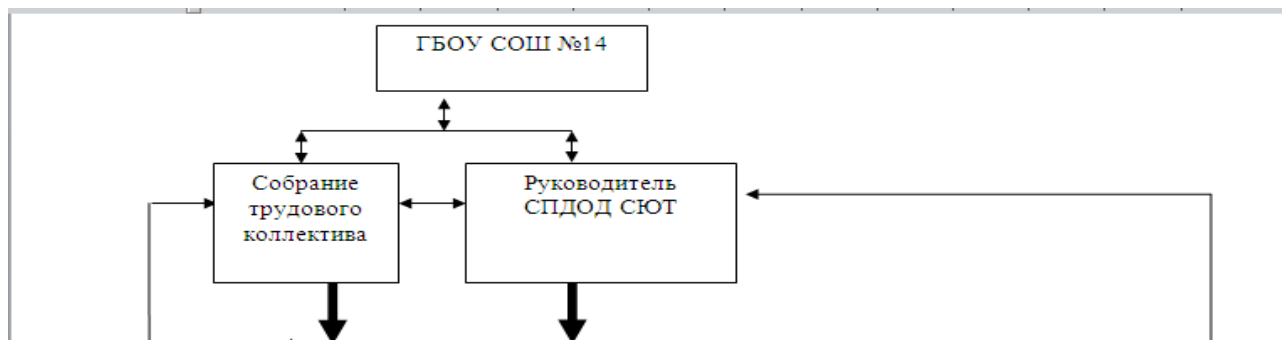 ГБОУ СОШ №14
Собрание
трудового
коллектива
Руководитель
СПДОД СЮТ